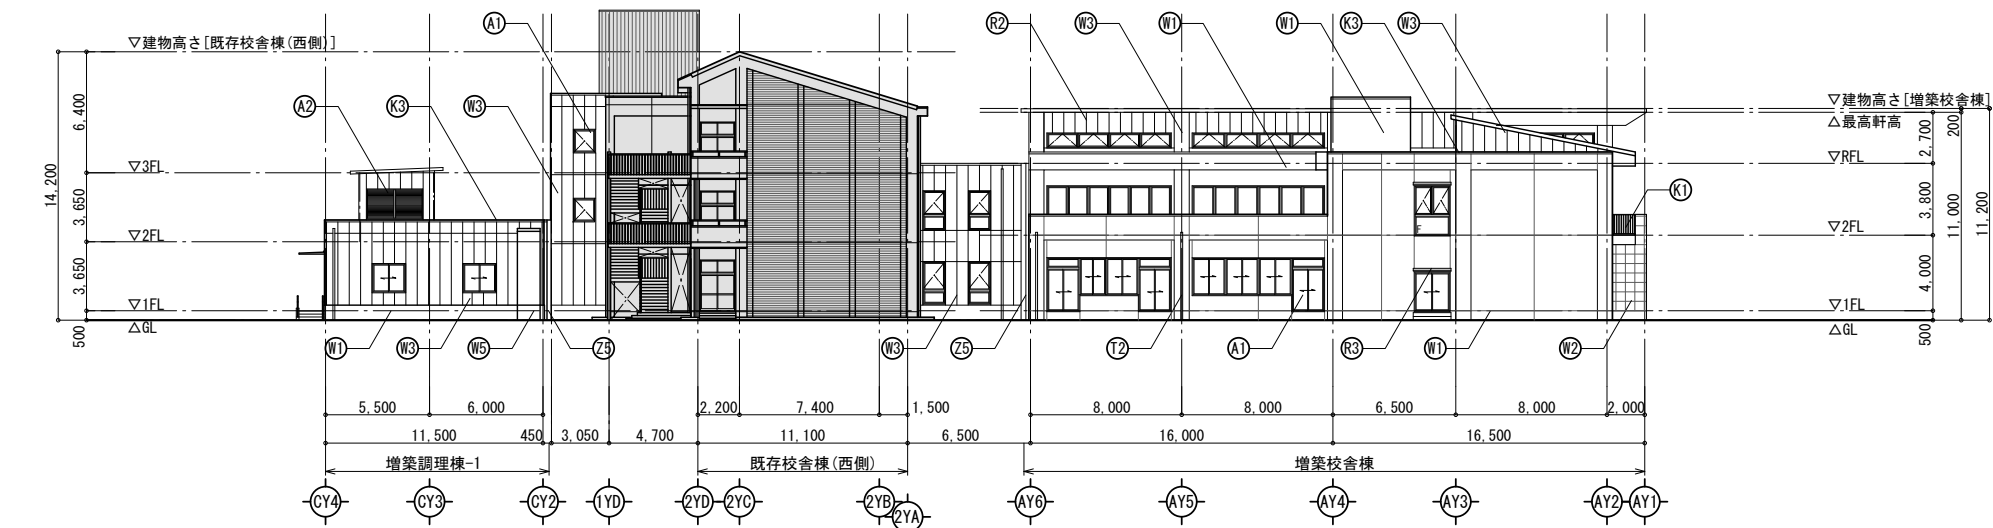 A1
R2
W3
W1
W1
K3
W3
▽建物高さ[既存校舎棟(西側)]
▽建物高さ[増築校舎棟]
△最高軒高
A2
K3
W3
6,400
14,200
3,650
3,650
500
▽3FL
▽2FL
▽1FL
△GL
200
2,700
3,800
4,000
500
11,000
11,200
▽RFL
▽2FL
▽1FL
△GL
K1
F
W1
W3
W5
Z5
W3
Z5
T2
A1
R3
W1
W2
5,500
6,000
2,200
7,400
1,500
8,000
8,000
6,500
8,000
2,000
11,500
450
3,050
4,700
11,100
6,500
16,000
16,500
増築調理棟-1
既存校舎棟(西側)
増築校舎棟
CY4
CY3
CY2
1YD
2YD
2YC
2YB
2YA
AY6
AY5
AY4
AY3
AY2
AY1